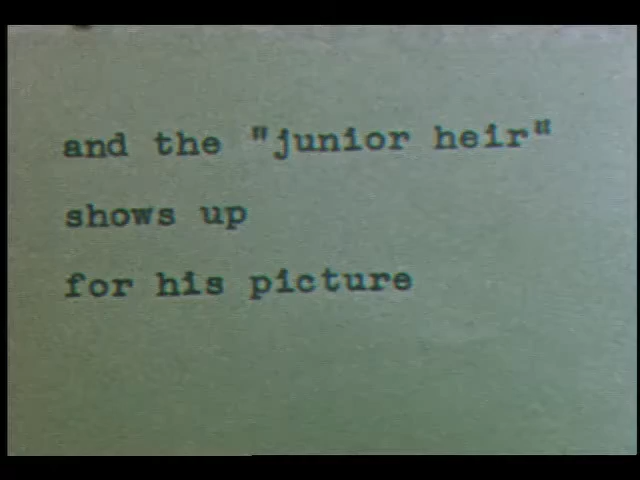 and the "junior heir"
shows up
for his picture